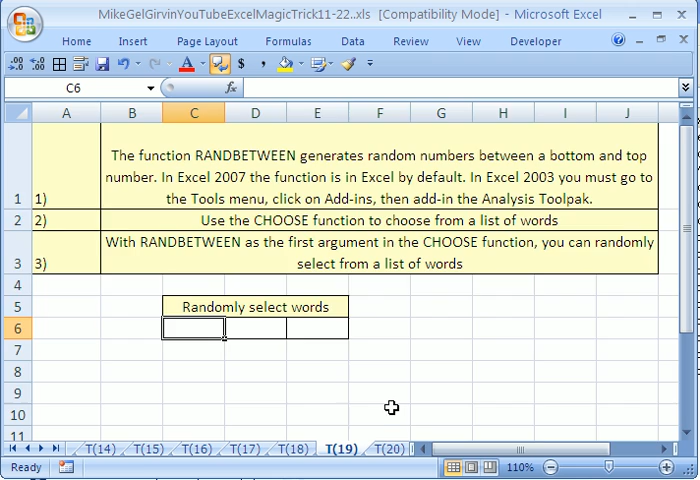 MikeGelGirvinYouTubeExcelMagicTrick11-22..xls [Compatibility Mode] - Microsoft Excel
Home Insert Page Layout Formulas Data Review View Developer
C6 fx
A B C D E F G H I J
The function RANDBETWEEN generates random numbers between a bottom and top
number. In Excel 2007 the function is in Excel by default. In Excel 2003 you must go to
1 1) the Tools menu, click on Add-ins, then add-in the Analysis Toolpak.
2 2) Use the CHOOSE function to choose from a list of words
With RANDBETWEEN as the first argument in the CHOOSE function, you can randomly
3 3) select from a list of words
4
5 Randomly select words
6
7
8
9
10
11
T(14) T(15) T(16) T(17) T(18) T(19) T(20)
Ready 110%